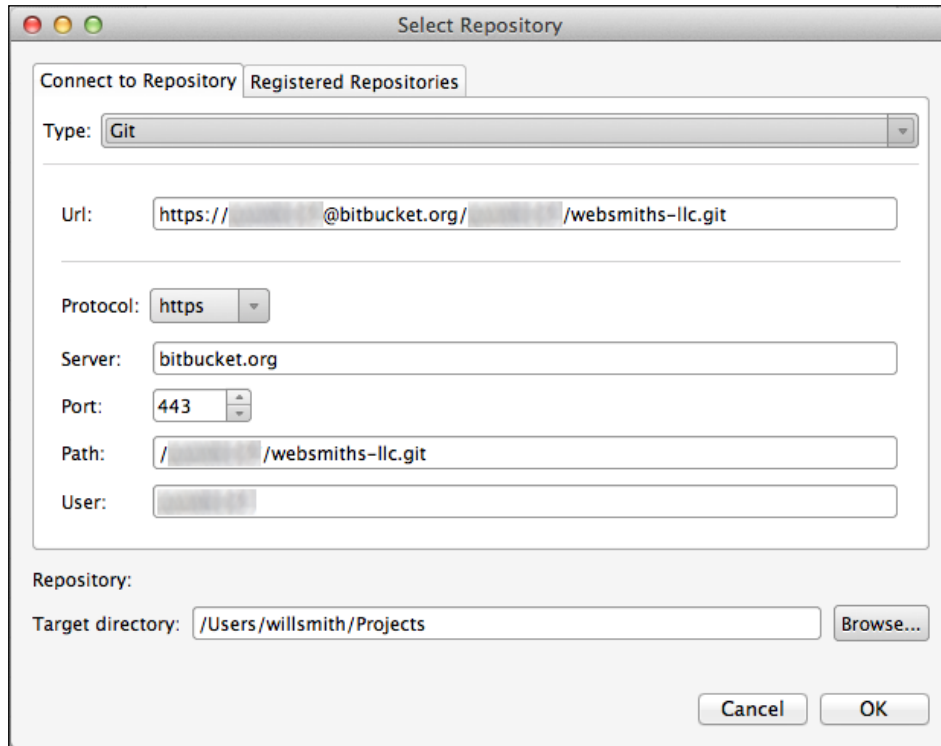 Select Repository
Connect to Repository Registered Repositories
Type: Git
Url: https:// @bitbucket.org/ /websmiths-llc.git
Protocol: https
Server: bitbucket.org
Port: 443
Path: / /websmiths-llc.git
User:
Repository:
Target directory: /Users/willsmith/Projects Browse...
Cancel OK